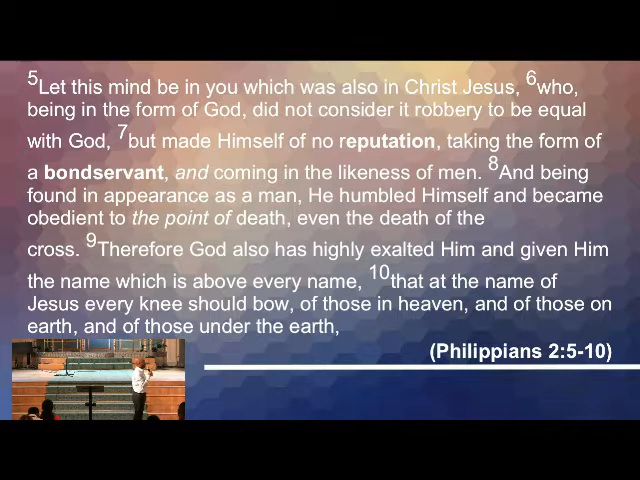 5Let this mind be in you which was also in Christ Jesus, 6who,
being in the form of God, did not consider it robbery to be equal
with God, 7but made Himself of no reputation, taking the form of
a bondservant, and coming in the likeness of men. 8And being
found in appearance as a man, He humbled Himself and became
obedient to the point of death, even the death of the
cross. 9Therefore God also has highly exalted Him and given Him
the name which is above every name, 10that at the name of
Jesus every knee should bow, of those in heaven, and of those on
earth, and of those under the earth,
(Philippians 2:5-10)